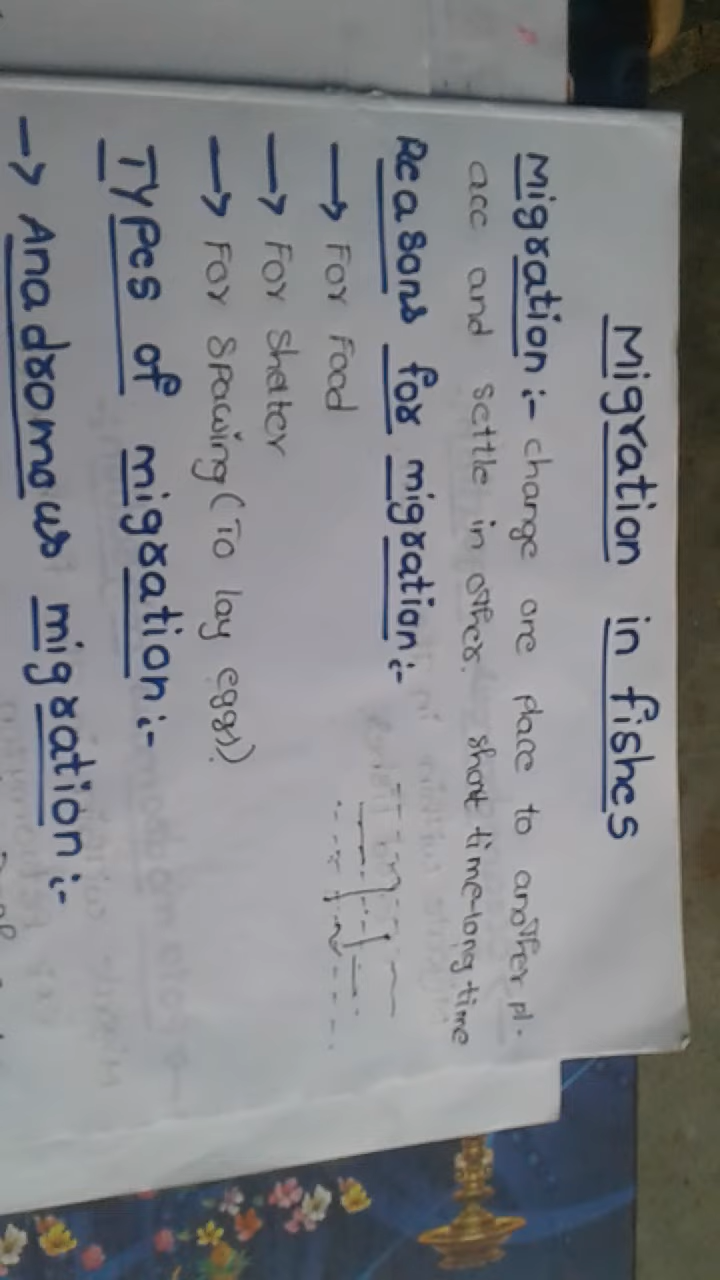 Migration in fishes
Migration :- change one place to another pl-
ace and settle in other. short time-long time
Reasons for migration :-
→ For Food
→ For Shelter
→ For Spawing (To lay eggs).
Types of migration :-
→ Anadromous migration :-